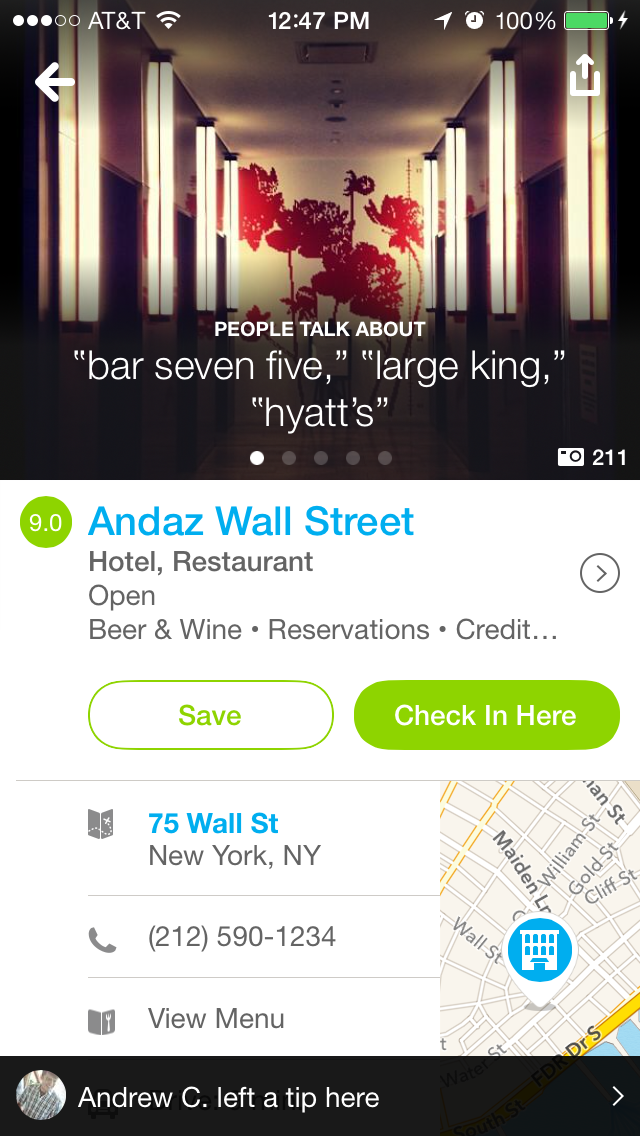 AT&T 12:47 PM 100%
PEOPLE TALK ABOUT
“bar seven five,” “large king,”
“hyatt’s”
211
9.0 Andaz Wall Street
Hotel, Restaurant
Open
Beer & Wine • Reservations • Credit…
Save Check In Here
75 Wall St
New York, NY
(212) 590-1234
View Menu
Maiden Ln
William St
Gold St
Cliff St
Wall St
Water St
FDR Dr S
South St
Andrew C. left a tip here